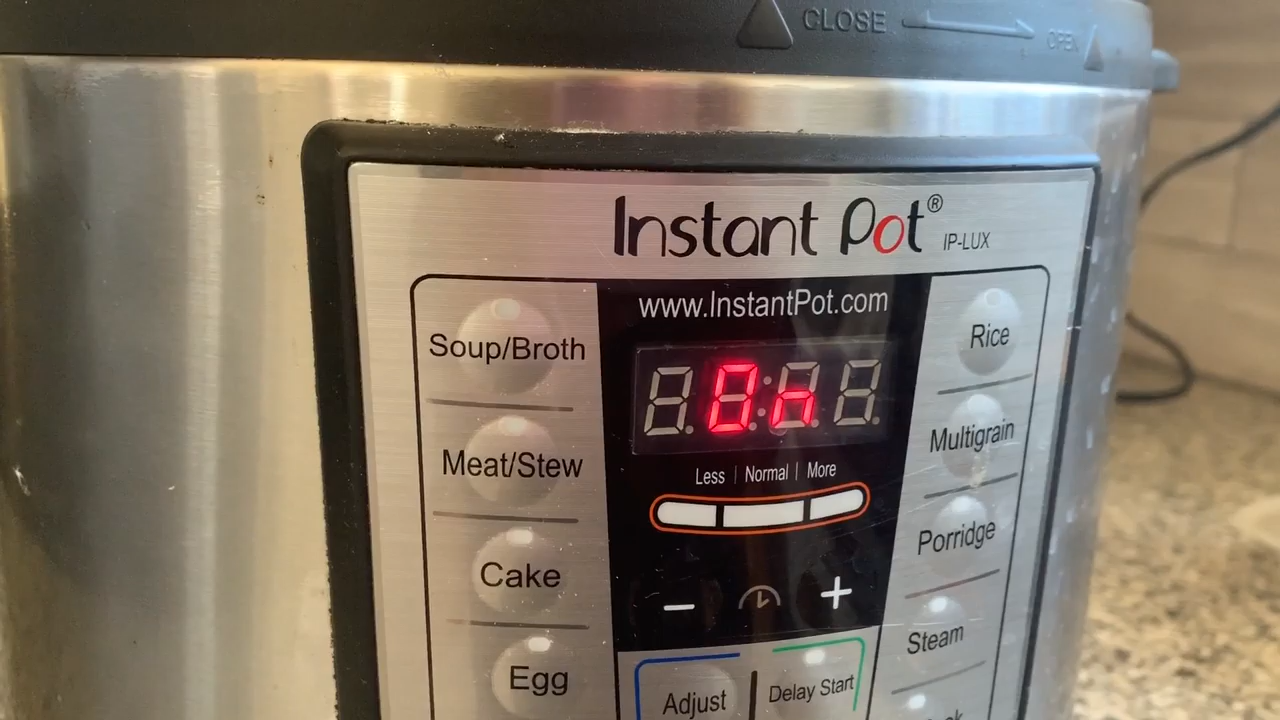 CLOSE
OPEN
Instant Pot®
IP-LUX
www.InstantPot.com
On
Less | Normal | More
Soup/Broth
Meat/Stew
Cake
Egg
Rice
Multigrain
Porridge
Steam
Adjust
Delay Start